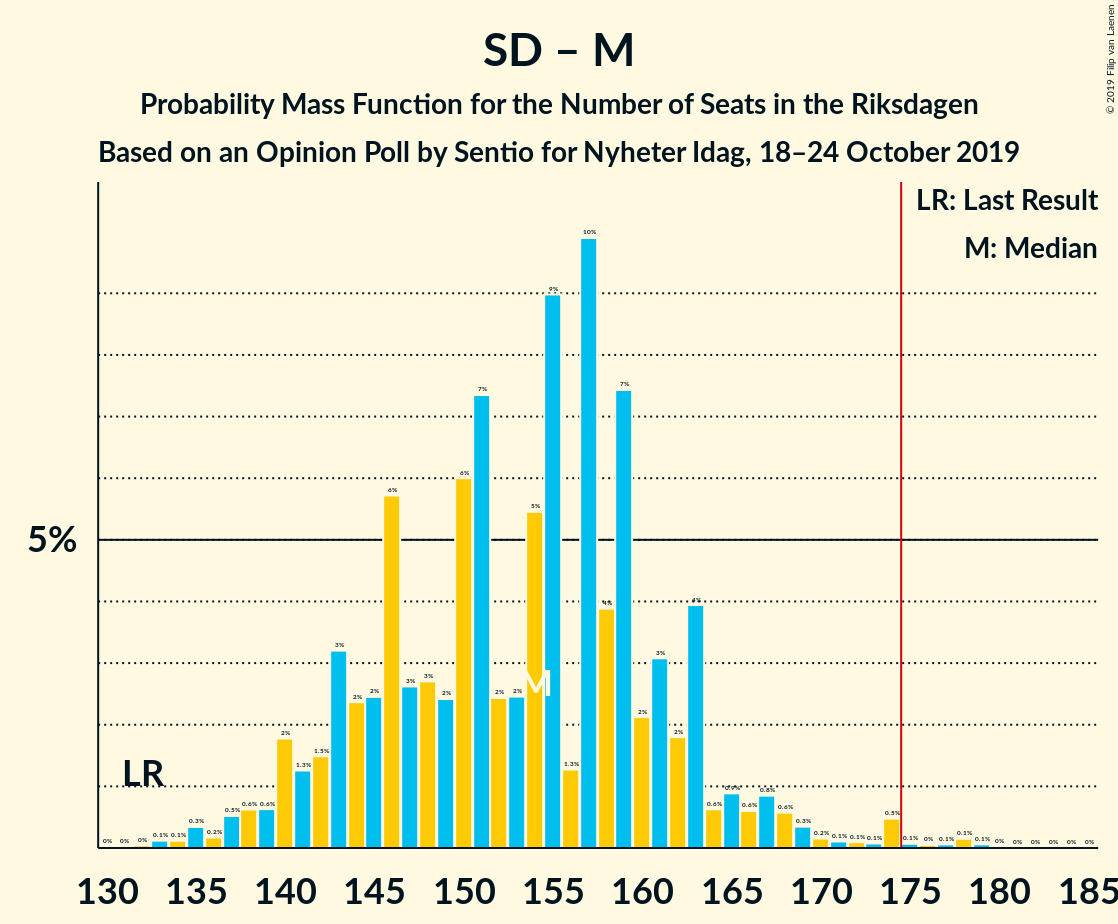 SD – M
Probability Mass Function for the Number of Seats in the Riksdagen
Based on an Opinion Poll by Sentio for Nyheter Idag, 18–24 October 2019
© 2019 Filip van Laenen
LR: Last Result
M: Median
5%
LR
M
0% 0% 0% 0.1% 0.1% 0.3% 0.2% 0.5% 0.6% 0.6% 2% 1.3% 1.5% 3% 2% 2% 6% 3% 3% 2% 6% 7% 2% 2% 5% 9% 1.3% 10% 4% 7% 2% 3% 2% 4% 0.6% 0.9% 0.6% 0.8% 0.6% 0.3% 0.2% 0.1% 0.1% 0.1% 0.5% 0.1% 0% 0.1% 0.1% 0.1% 0% 0% 0% 0% 0% 0%
130 135 140 145 150 155 160 165 170 175 180 185